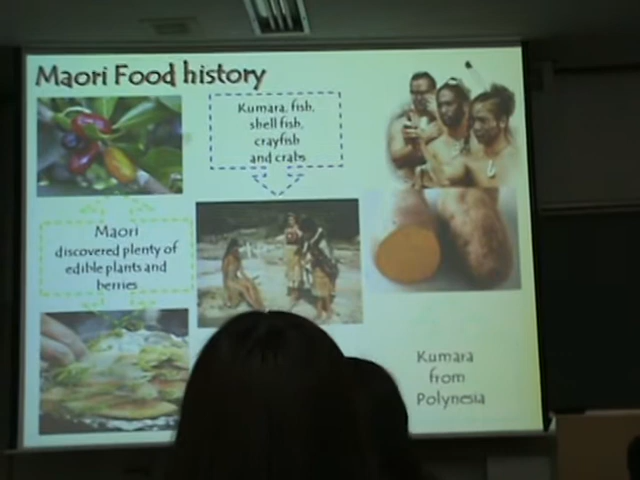 Maori Food history
Kumara, fish,
shell fish,
crayfish
and crabs
Maori
discovered plenty of
edible plants and
berries
Kumara
from
Polynesia